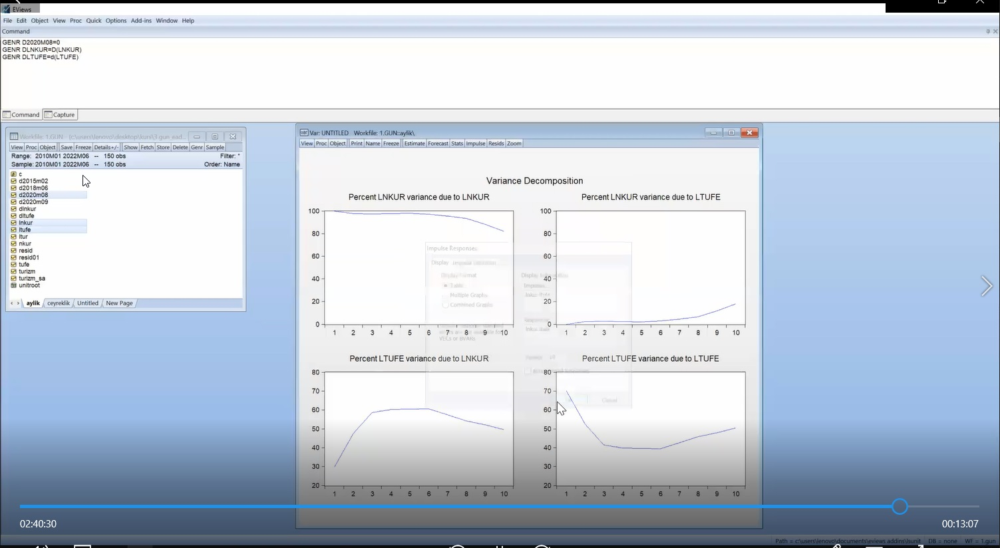 EViews
File Edit Object View Proc Quick Options Add-ins Window Help
Command
GENR D2020M08=0
GENR DLNKUR=D(LNKUR)
GENR DLTUFE=d(LTUFE)
Command Capture
Workfile: 1.GUN - (c:\users\lenovo\desktop\kurs\3.gun_ead...
View Proc Object Save Freeze Details+/- Show Fetch Store Delete Genr Sample
Range: 2010M01 2022M06 -- 150 obs Filter: *
Sample: 2010M01 2022M06 -- 150 obs Order: Name
c
d2015m02
d2018m06
d2020m08
d2020m09
dlnkur
dltufe
lnkur
ltufe
ltur
nkur
resid
resid01
tufe
turizm
turizm_sa
unitroot
aylik ceyreklik Untitled New Page
Var: UNTITLED Workfile: 1.GUN::aylik\
View Proc Object Print Name Freeze Estimate Forecast Stats Impulse Resids Zoom
Variance Decomposition
Percent LNKUR variance due to LNKUR
100
80
60
40
20
0
1 2 3 4 5 6 7 8 9 10
Percent LNKUR variance due to LTUFE
100
80
60
40
20
0
1 2 3 4 5 6 7 8 9 10
Impulse Responses
Display Impulse Definition
Display Format
Table
Multiple Graphs
Combined Graphs
VECs or BVARs
Display Information
Cancel
Percent LTUFE variance due to LNKUR
80
70
60
50
40
30
20
1 2 3 4 5 6 7 8 9 10
Percent LTUFE variance due to LTUFE
80
70
60
50
40
30
20
1 2 3 4 5 6 7 8 9 10
02:40:30
00:13:07
Path = c:\users\lenovo\documents\eviews addins\lsunit DB = none WF = 1.gun